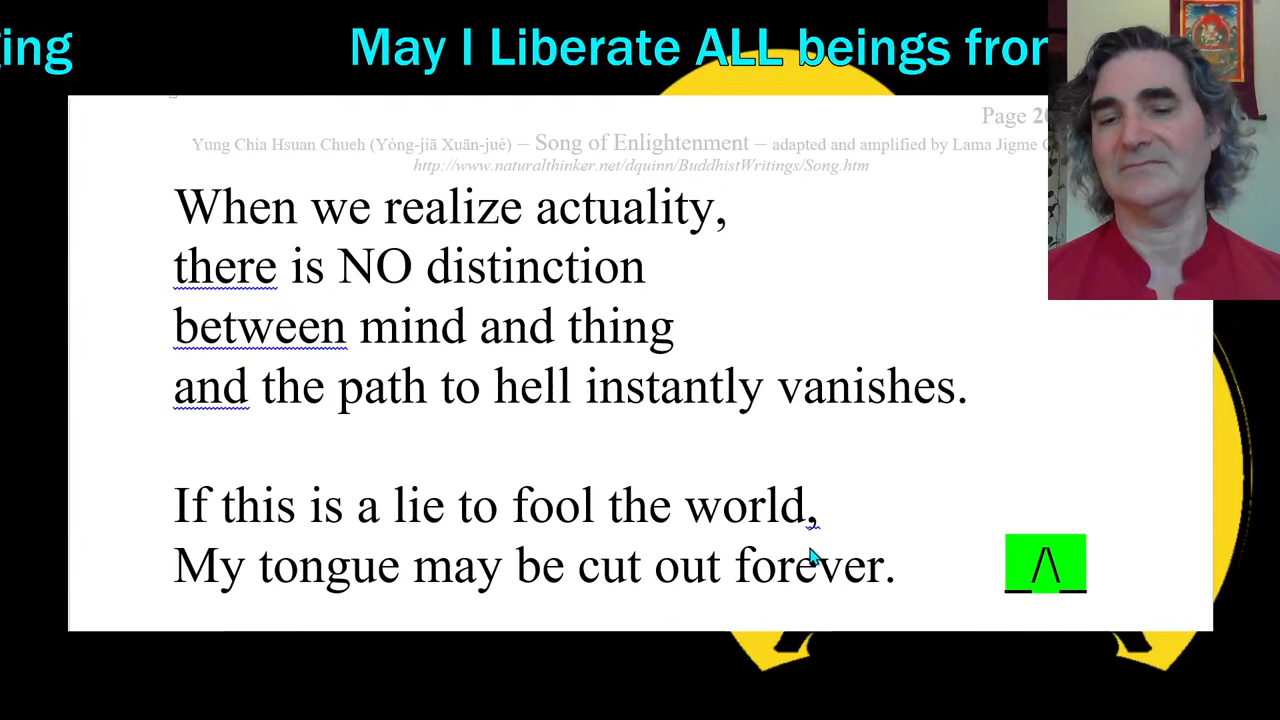 ing May I Liberate ALL beings from
Page 20
Yung Chia Hsuan Chueh (Yòng-jiā Xuān-jué) – Song of Enlightenment – adapted and amplified by Lama Jigme
http://www.naturalthinker.net/dquinn/BuddhistWritings/Song.htm
When we realize actuality,
there is NO distinction
between mind and thing
and the path to hell instantly vanishes.
If this is a lie to fool the world,
My tongue may be cut out forever. _/\_